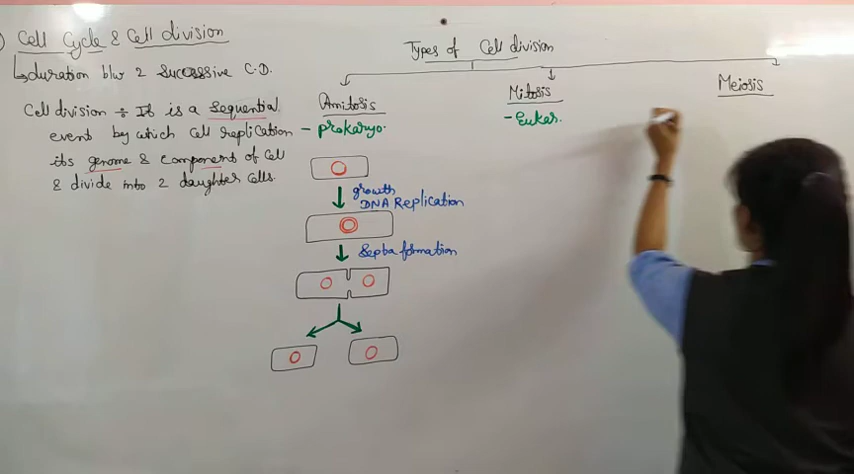 ) Cell Cycle & Cell division
↳duration b/w 2 Successive C.D.
Cell division ÷ It is a Sequential
event by which Cell replication
its genome & Component of Cell
& divide into 2 daughter Cells.
Types of Cell division
Amitosis
- Prokaryo.
growth
DNA Replication
Septa formation
Mitosis
- Eukar.
Meiosis